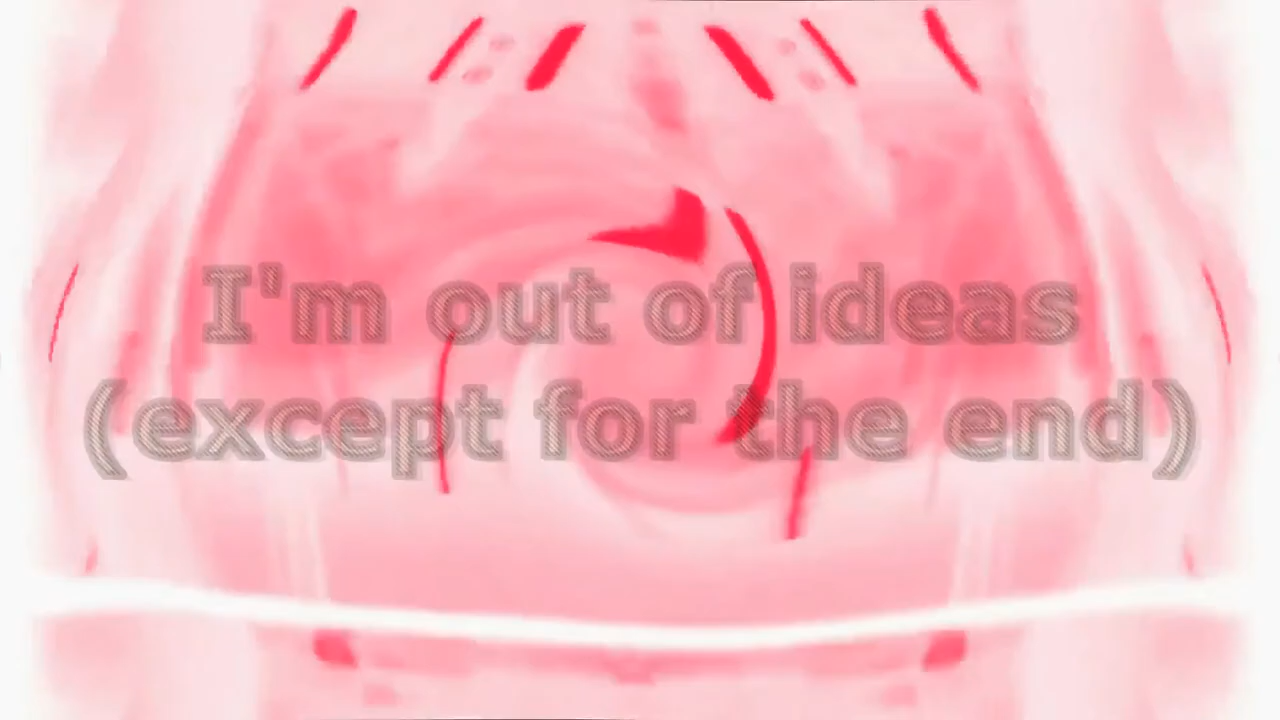 I'm out of ideas
(except for the end)